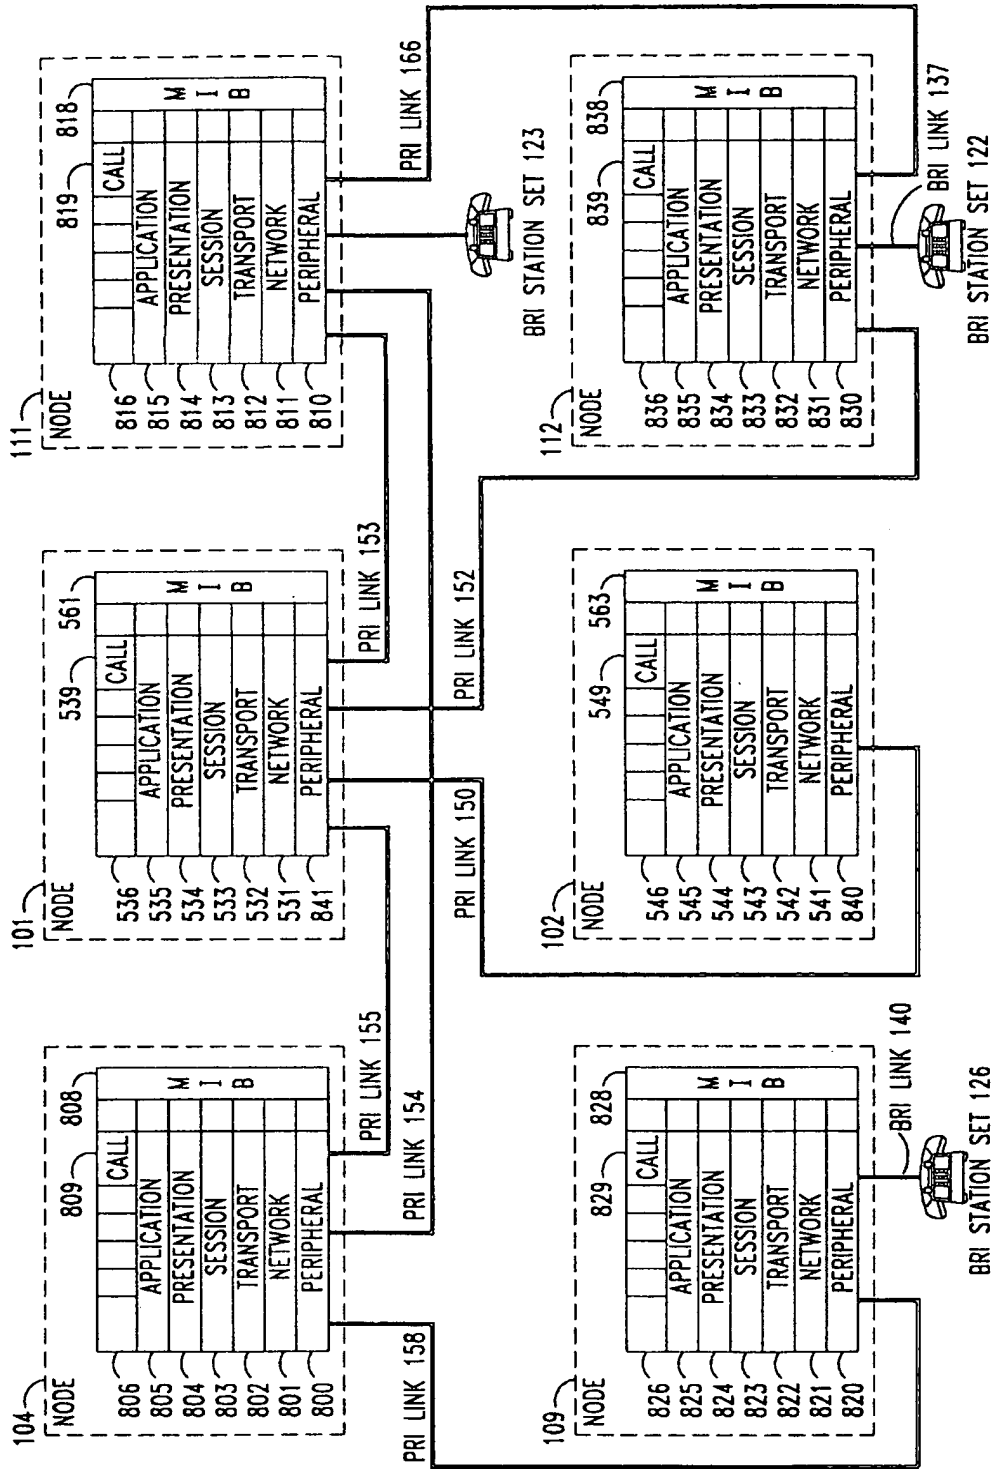 104
NODE
809
808
806
CALL
805
APPLICATION
804
PRESENTATION
803
SESSION
802
TRANSPORT
801
NETWORK
800
PERIPHERAL
M
I
B
101
NODE
539
561
536
CALL
535
APPLICATION
534
PRESENTATION
533
SESSION
532
TRANSPORT
531
NETWORK
841
PERIPHERAL
M
I
B
111
NODE
819
818
816
CALL
815
APPLICATION
814
PRESENTATION
813
SESSION
812
TRANSPORT
811
NETWORK
810
PERIPHERAL
M
I
B
PRI LINK 158
PRI LINK 154
PRI LINK 155
PRI LINK 150
PRI LINK 152
PRI LINK 153
PRI LINK 166
BRI STATION SET 123
109
NODE
829
828
826
CALL
825
APPLICATION
824
PRESENTATION
823
SESSION
822
TRANSPORT
821
NETWORK
820
PERIPHERAL
M
I
B
BRI LINK 140
BRI STATION SET 126
102
NODE
549
563
546
CALL
545
APPLICATION
544
PRESENTATION
543
SESSION
542
TRANSPORT
541
NETWORK
840
PERIPHERAL
M
I
B
112
NODE
839
838
836
CALL
835
APPLICATION
834
PRESENTATION
833
SESSION
832
TRANSPORT
831
NETWORK
830
PERIPHERAL
M
I
B
BRI LINK 137
BRI STATION SET 122